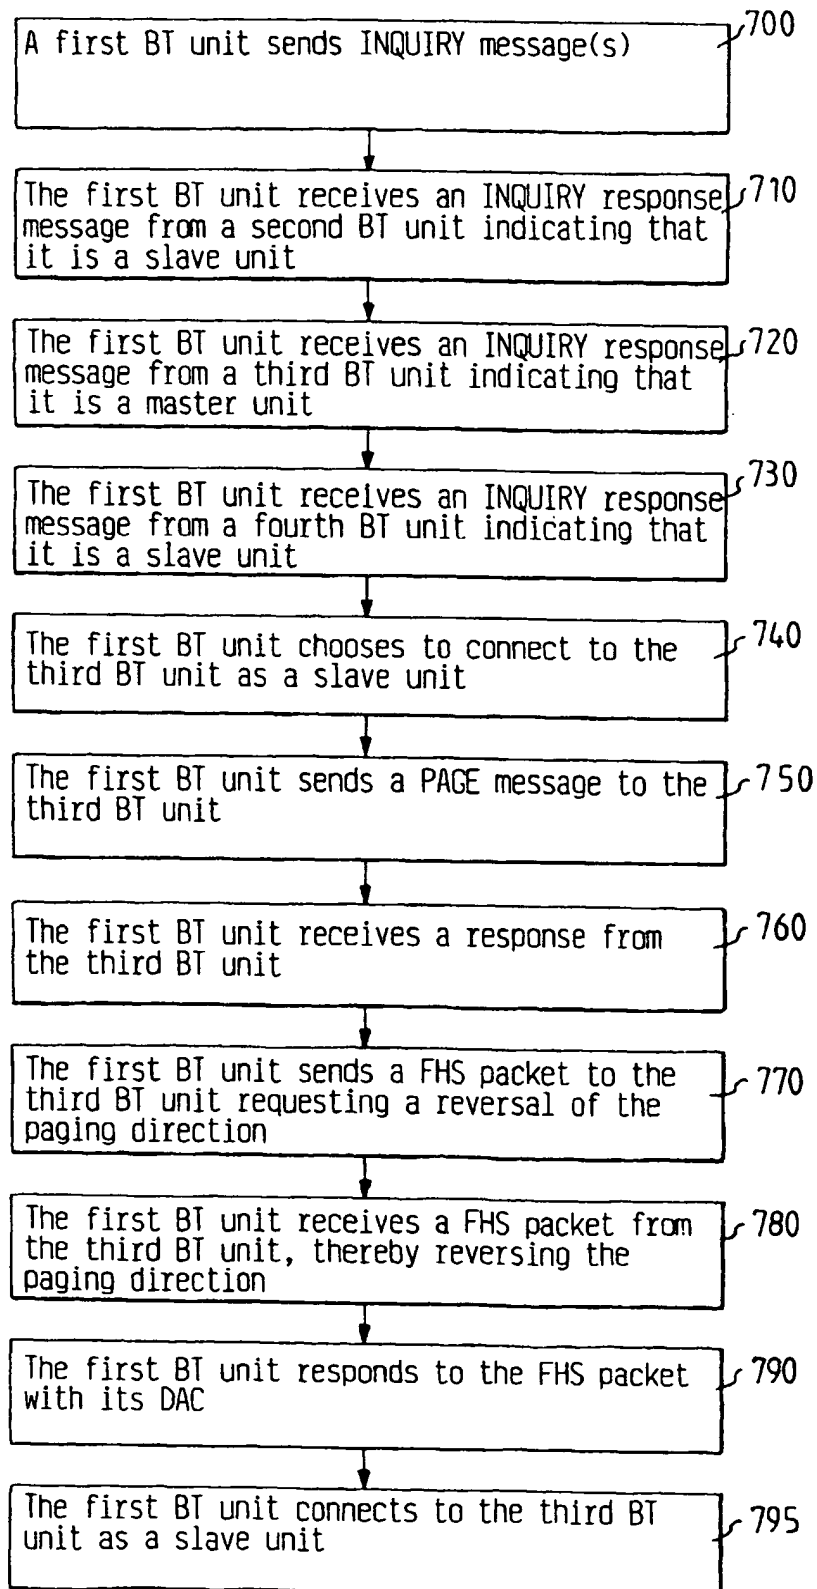 A first BT unit sends INQUIRY message(s)
700
The first BT unit receives an INQUIRY response
message from a second BT unit indicating that
it is a slave unit
710
The first BT unit receives an INQUIRY response
message from a third BT unit indicating that
it is a master unit
720
The first BT unit receives an INQUIRY response
message from a fourth BT unit indicating that
it is a slave unit
730
The first BT unit chooses to connect to the
third BT unit as a slave unit
740
The first BT unit sends a PAGE message to the
third BT unit
750
The first BT unit receives a response from
the third BT unit
760
The first BT unit sends a FHS packet to the
third BT unit requesting a reversal of the
paging direction
770
The first BT unit receives a FHS packet from
the third BT unit, thereby reversing the
paging direction
780
The first BT unit responds to the FHS packet
with its DAC
790
The first BT unit connects to the third BT
unit as a slave unit
795